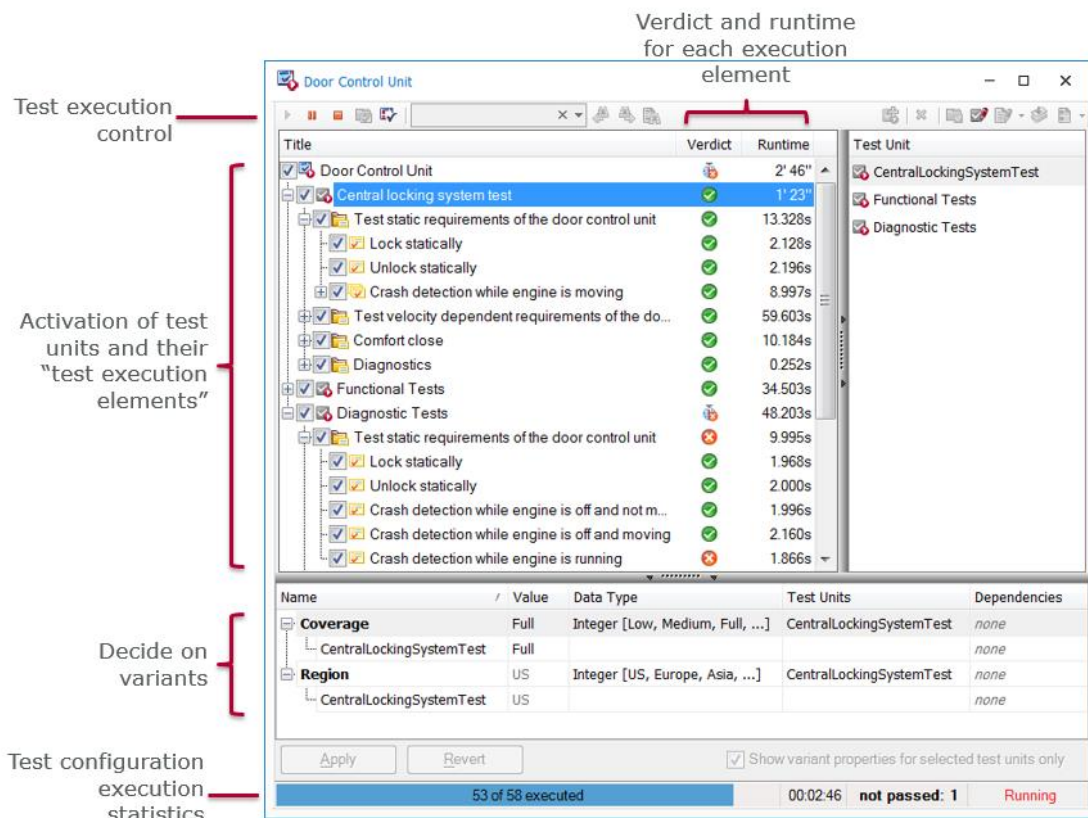 Verdict and runtime
for each execution
element
Test execution
control
Activation of test
units and their
“test execution
elements”
Decide on
variants
Test configuration
execution
statistics
Door Control Unit
Title Verdict Runtime
Door Control Unit 2' 46"
Central locking system test 1' 23"
Test static requirements of the door control unit 13.328s
Lock statically 2.128s
Unlock statically 2.196s
Crash detection while engine is moving 8.997s
Test velocity dependent requirements of the do... 59.603s
Comfort close 10.184s
Diagnostics 0.252s
Functional Tests 34.503s
Diagnostic Tests 48.203s
Test static requirements of the door control unit 9.995s
Lock statically 1.968s
Unlock statically 2.000s
Crash detection while engine is off and not m... 1.996s
Crash detection while engine is off and moving 2.160s
Crash detection while engine is running 1.866s
Test Unit
CentralLockingSystemTest
Functional Tests
Diagnostic Tests
Name Value Data Type Test Units Dependencies
Coverage Full Integer [Low, Medium, Full, ...] CentralLockingSystemTest none
CentralLockingSystemTest Full none
Region US Integer [US, Europe, Asia, ...] CentralLockingSystemTest none
CentralLockingSystemTest US none
Apply Revert Show variant properties for selected test units only
53 of 58 executed 00:02:46 not passed: 1 Running